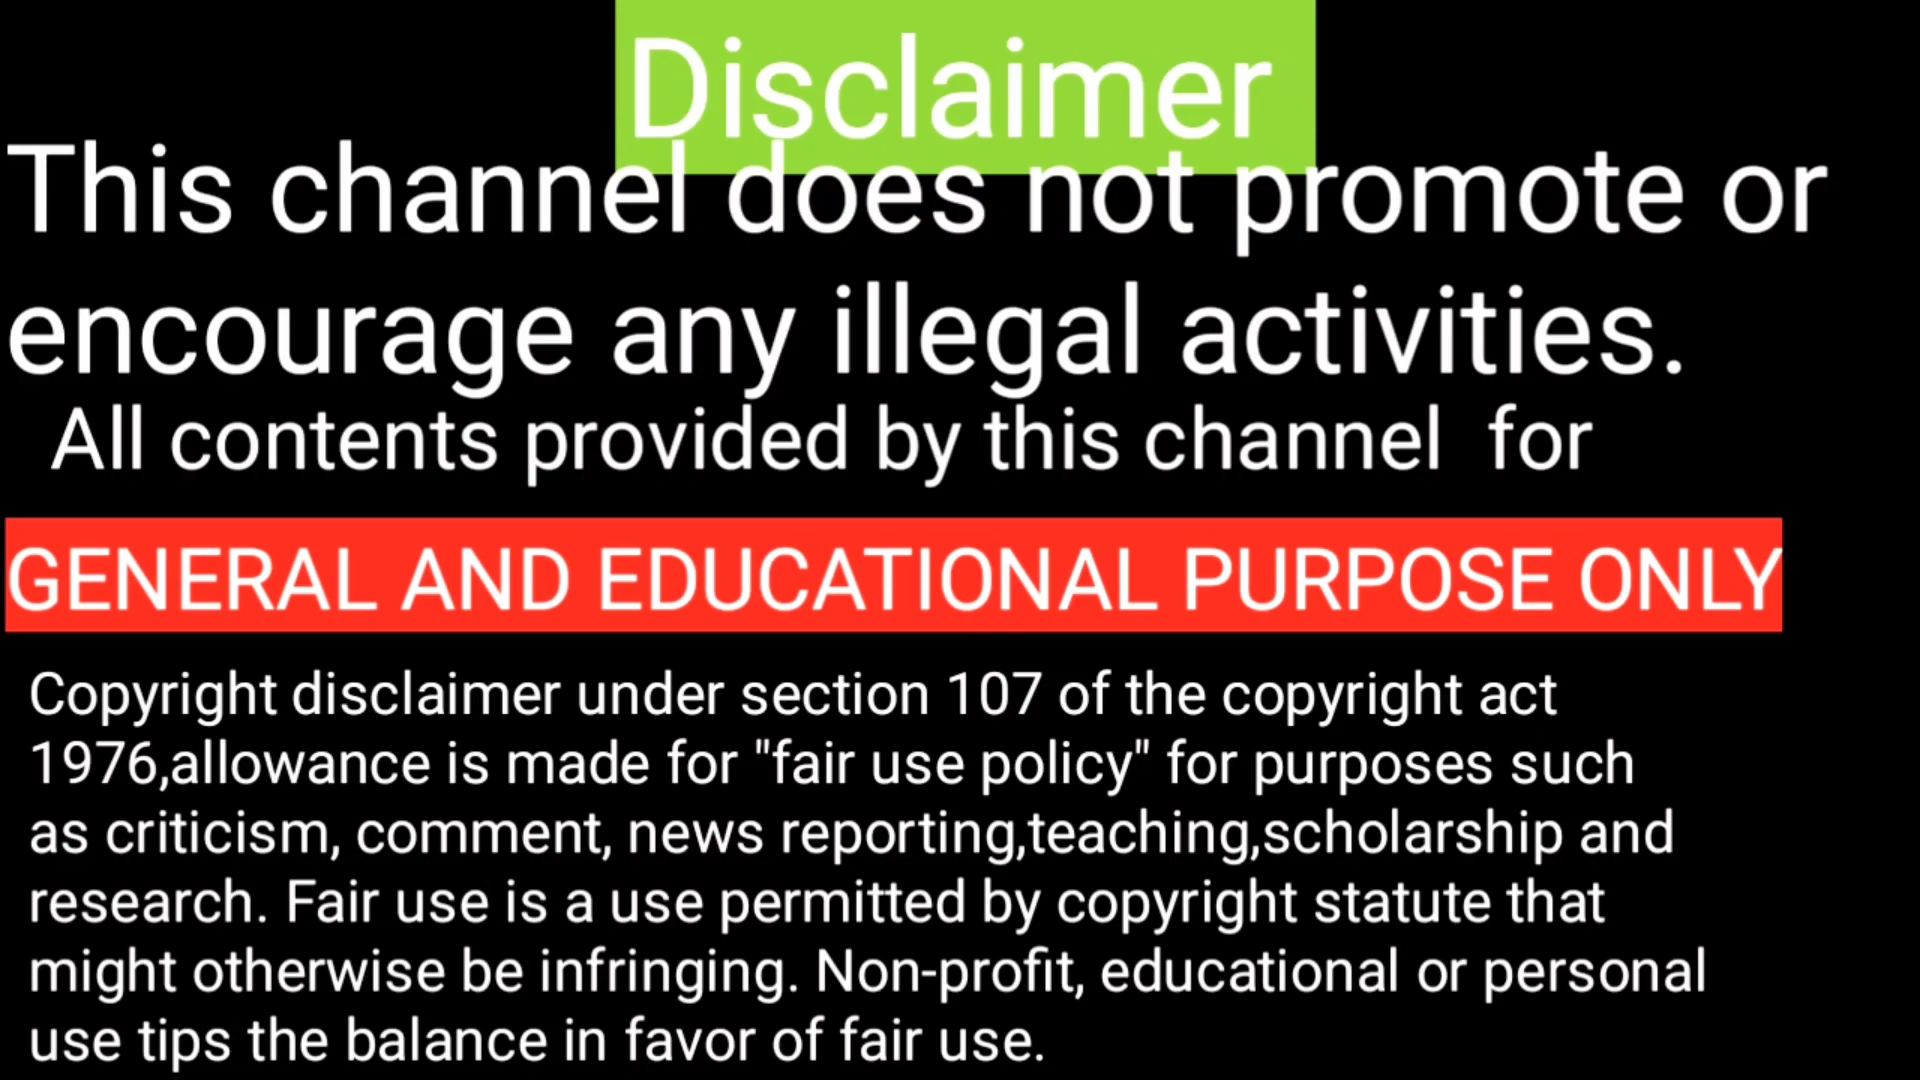 Disclaimer
This channel does not promote or
encourage any illegal activities.
All contents provided by this channel  for
GENERAL AND EDUCATIONAL PURPOSE ONLY
Copyright disclaimer under section 107 of the copyright act
1976,allowance is made for "fair use policy" for purposes such
as criticism, comment, news reporting,teaching,scholarship and
research. Fair use is a use permitted by copyright statute that
might otherwise be infringing. Non-profit, educational or personal
use tips the balance in favor of fair use.